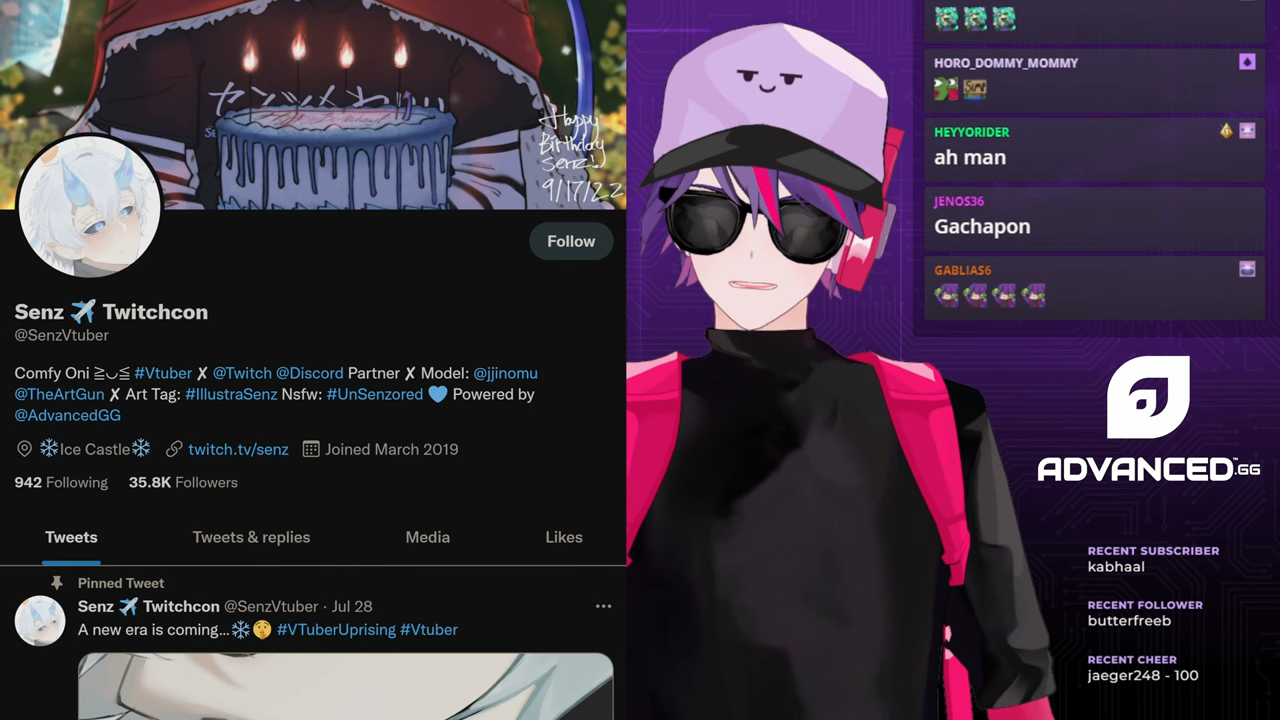 Happy
Birthday
Senz!
9/17/22
Follow
Senz ✈️ Twitchcon
@SenzVtuber
Comfy Oni ≧◡≦ #Vtuber ✗ @Twitch @Discord Partner ✗ Model: @jjinomu
@TheArtGun ✗ Art Tag: #IllustraSenz Nsfw: #UnSenzored 💙 Powered by
@AdvancedGG
❄️Ice Castle❄️ twitch.tv/senz Joined March 2019
942 Following 35.8K Followers
Tweets Tweets & replies Media Likes
Pinned Tweet
Senz ✈️ Twitchcon @SenzVtuber · Jul 28
A new era is coming...❄️🤫 #VTuberUprising #Vtuber
HORO_DOMMY_MOMMY
HEYYORIDER
ah man
JENOS36
Gachapon
GABLIAS6
ADVANCED™.GG
RECENT SUBSCRIBER
kabhaal
RECENT FOLLOWER
butterfreeb
RECENT CHEER
jaeger248 - 100